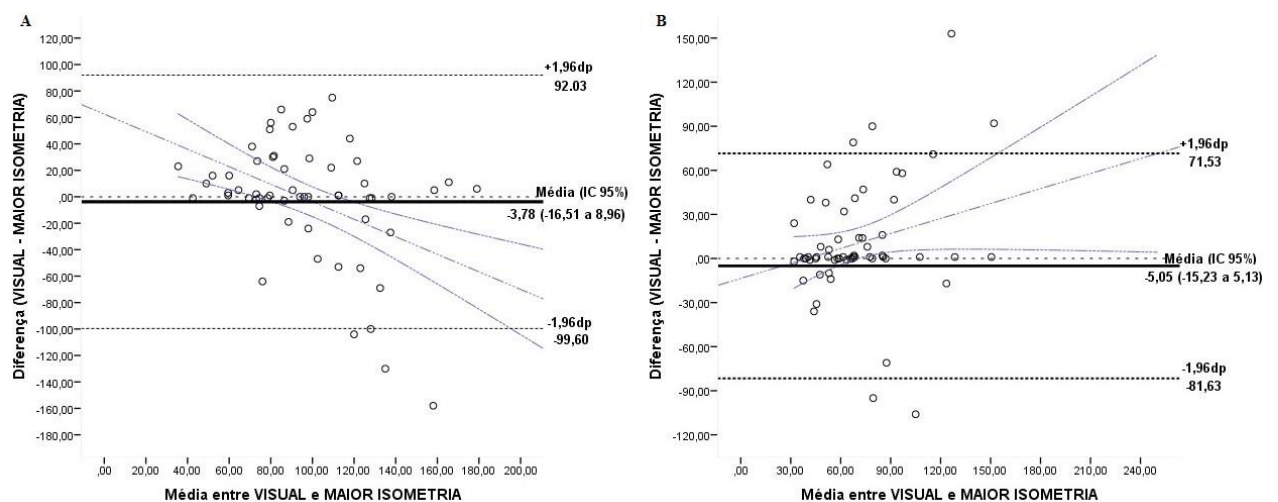 A
Diferença (VISUAL - MAIOR ISOMETRIA)
120,00
100,00
80,00
60,00
40,00
20,00
,00
-20,00
-40,00
-60,00
-80,00
-100,00
-120,00
-140,00
-160,00
-180,00
+1,96dp
92.03
Média (IC 95%)
-3,78 (-16,51 a 8,96)
-1,96dp
-99,60
,00 20,00 40,00 60,00 80,00 100,00 120,00 140,00 160,00 180,00 200,00
Média entre VISUAL e MAIOR ISOMETRIA
B
Diferença (VISUAL - MAIOR ISOMETRIA)
150,00
120,00
90,00
60,00
30,00
,00
-30,00
-60,00
-90,00
-120,00
+1,96dp
71,53
Média (IC 95%)
-5,05 (-15,23 a 5,13)
-1,96dp
-81,63
,00 30,00 60,00 90,00 120,00 150,00 180,00 210,00 240,00
Média entre VISUAL e MAIOR ISOMETRIA